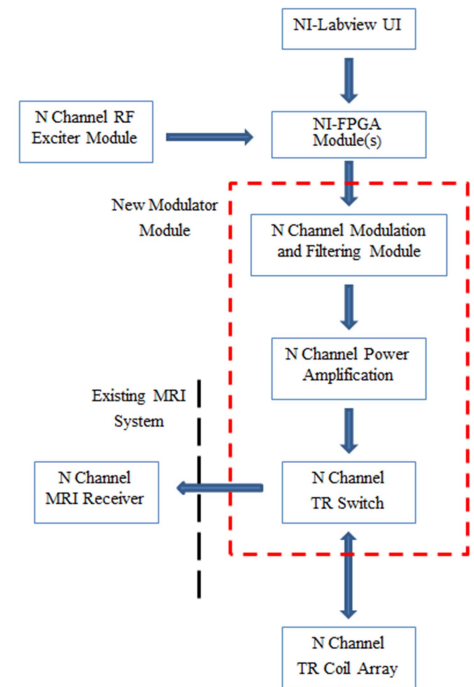 NI-Labview UI
N Channel RF
Exciter Module
NI-FPGA
Module(s)
New Modulator
Module
N Channel Modulation
and Filtering Module
N Channel Power
Amplification
Existing MRI
System
N Channel
MRI Receiver
N Channel
TR Switch
N Channel
TR Coil Array